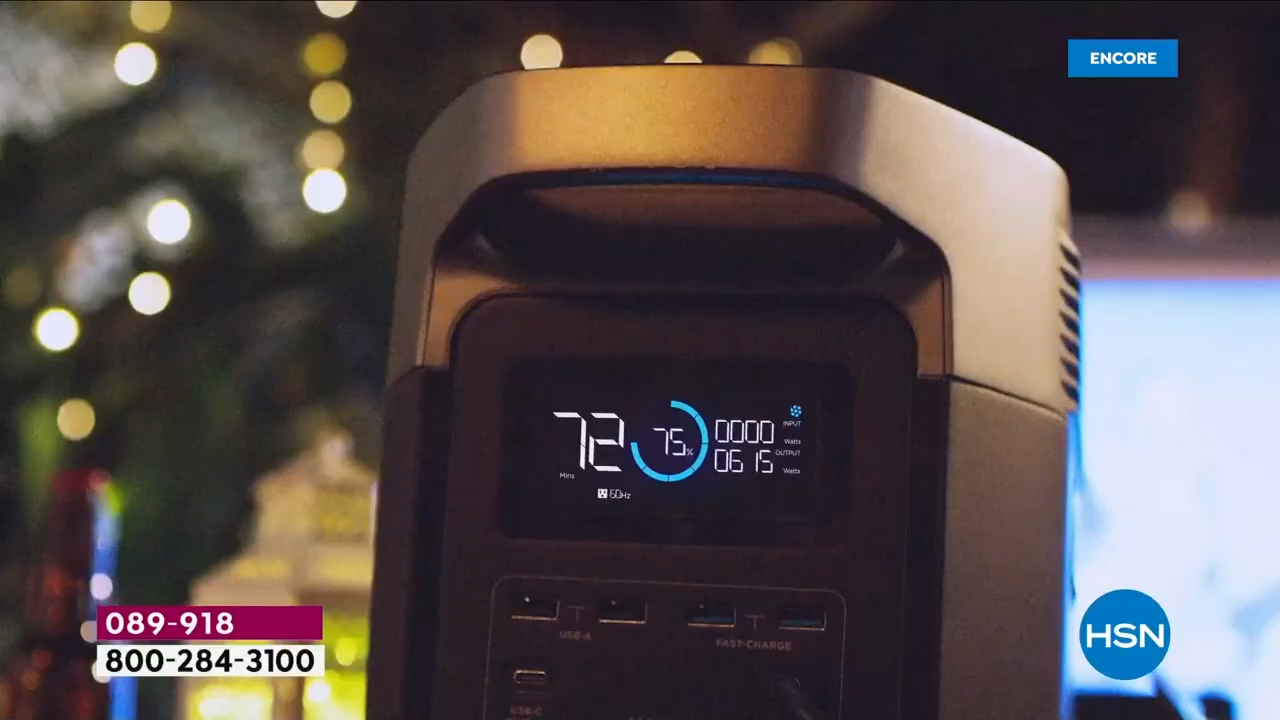 ENCORE
72
Mins
75%
0000
INPUT
Watts
0615
OUTPUT
Watts
60Hz
USB-A
FAST-CHARGE
USB-C
089-918
800-284-3100
HSN